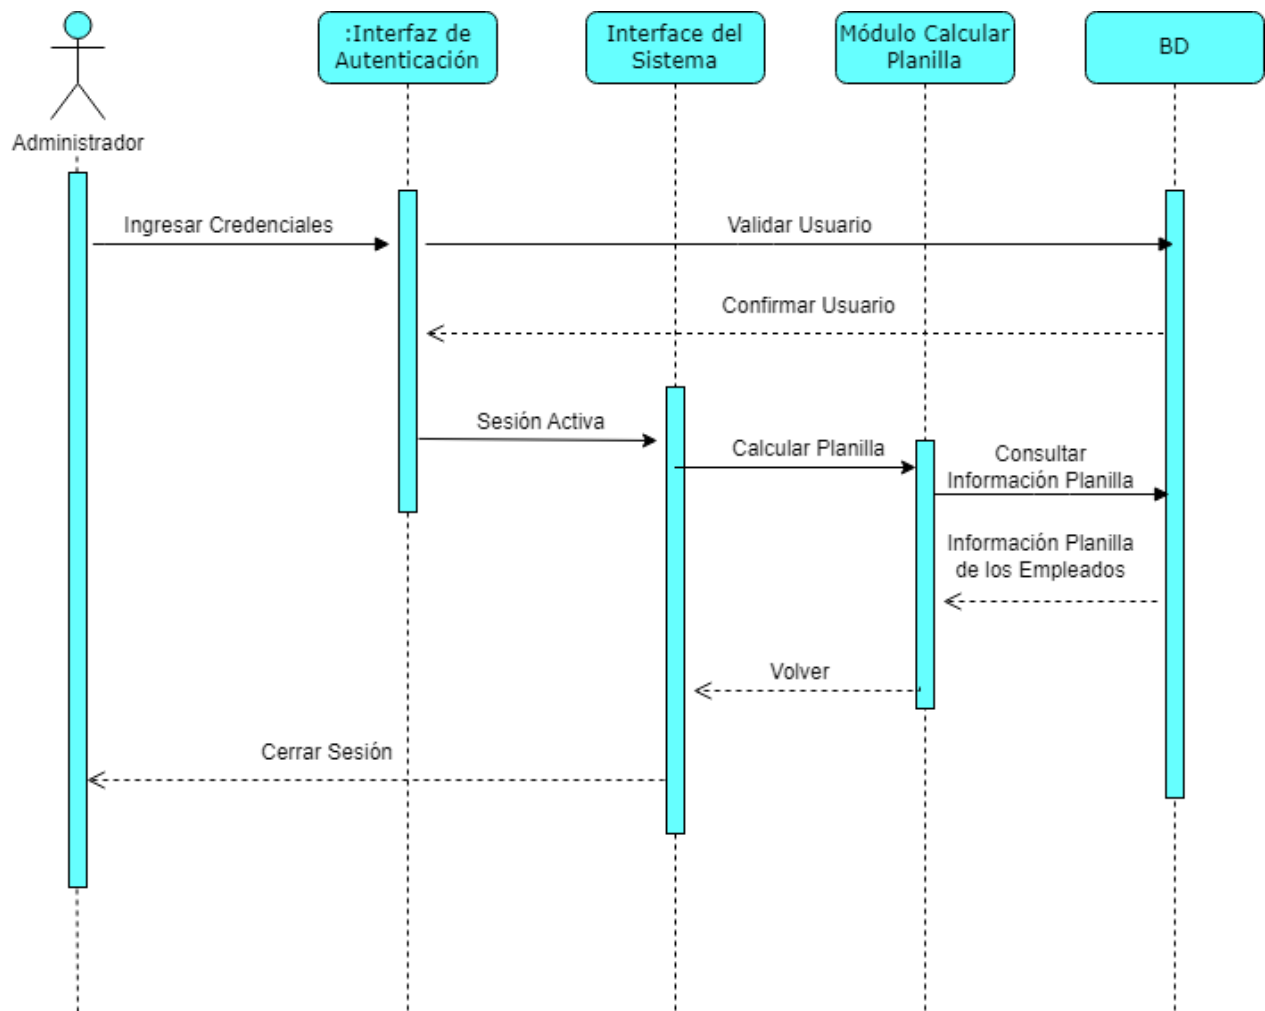 :Interfaz de
Autenticación
Interface del
Sistema
Módulo Calcular
Planilla
BD
Administrador
Ingresar Credenciales
Validar Usuario
Confirmar Usuario
Sesión Activa
Calcular Planilla
Consultar
Información Planilla
Información Planilla
de los Empleados
Volver
Cerrar Sesión